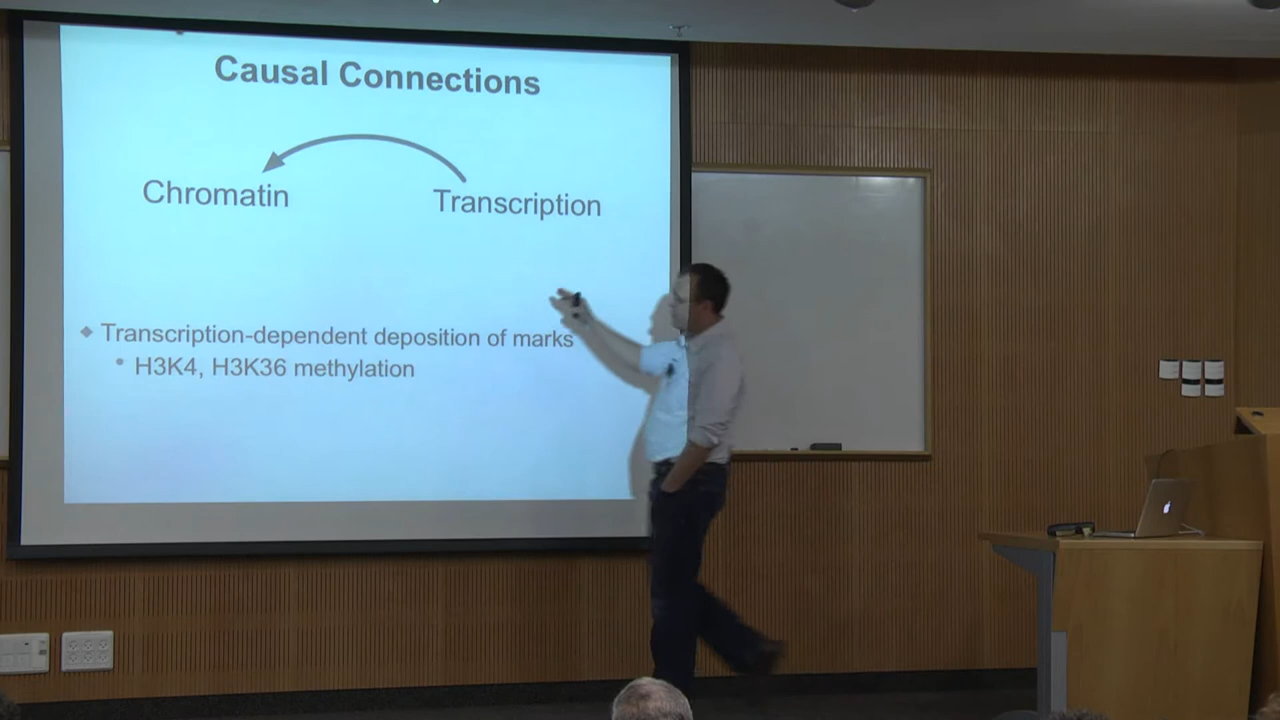 Causal Connections
Chromatin
Transcription
Transcription-dependent deposition of marks
H3K4, H3K36 methylation